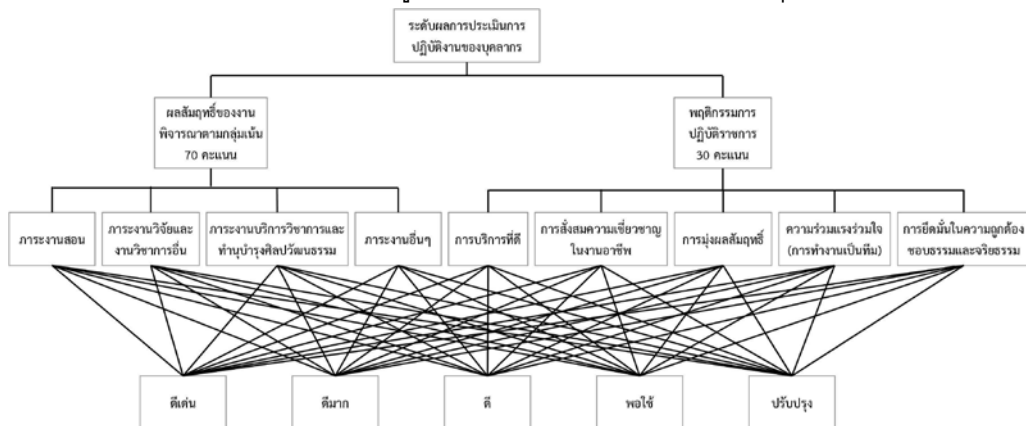 ระดับผลการประเมินการ
ปฏิบัติงานของบุคลากร
ผลสัมฤทธิ์ของงาน
พิจารณาตามกลุ่มเน้น
70 คะแนน
พฤติกรรมการ
ปฏิบัติราชการ
30 คะแนน
ภาระงานสอน
ภาระงานวิจัยและ
งานวิชาการอื่น
ภาระงานบริการวิชาการและ
ทำนุบำรุงศิลปวัฒนธรรม
ภาระงานอื่นๆ
การบริการที่ดี
การสั่งสมความเชี่ยวชาญ
ในงานอาชีพ
การมุ่งผลสัมฤทธิ์
ความร่วมแรงร่วมใจ
(การทำงานเป็นทีม)
การยึดมั่นในความถูกต้อง
ชอบธรรมและจริยธรรม
ดีเด่น
ดีมาก
ดี
พอใช้
ปรับปรุง